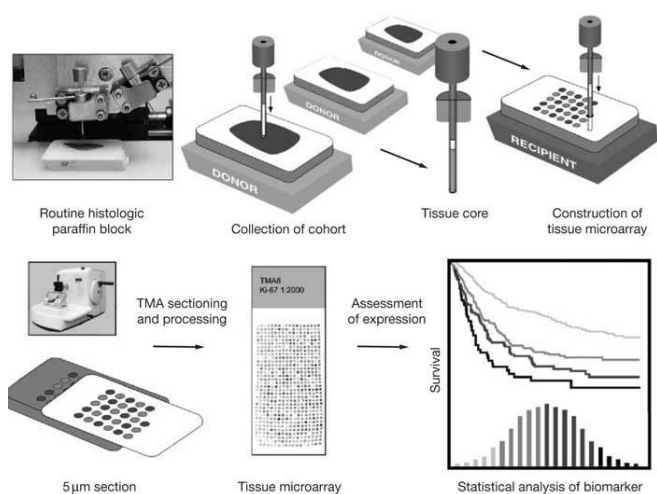 DONOR
DONOR
DONOR
RECIPIENT
Routine histologic
paraffin block
Collection of cohort
Tissue core
Construction of
tissue microarray
TMA sectioning
and processing
TMA8
Ki-67 1:2000
Assessment
of expression
Survival
5 µm section
Tissue microarray
Statistical analysis of biomarker